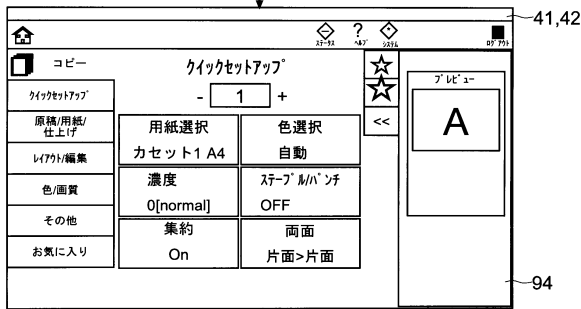 41,42
ステータス
?
ヘルプ
システム
ログアウト
コピー
クイックセットアップ
原稿/用紙/
仕上げ
レイアウト/編集
色/画質
その他
お気に入り
クイックセットアップ
- 1 +
用紙選択
カセット1 A4
色選択
自動
濃度
0[normal]
ステープル/パンチ
OFF
集約
On
両面
片面>片面
<<
プレビュー
A
94